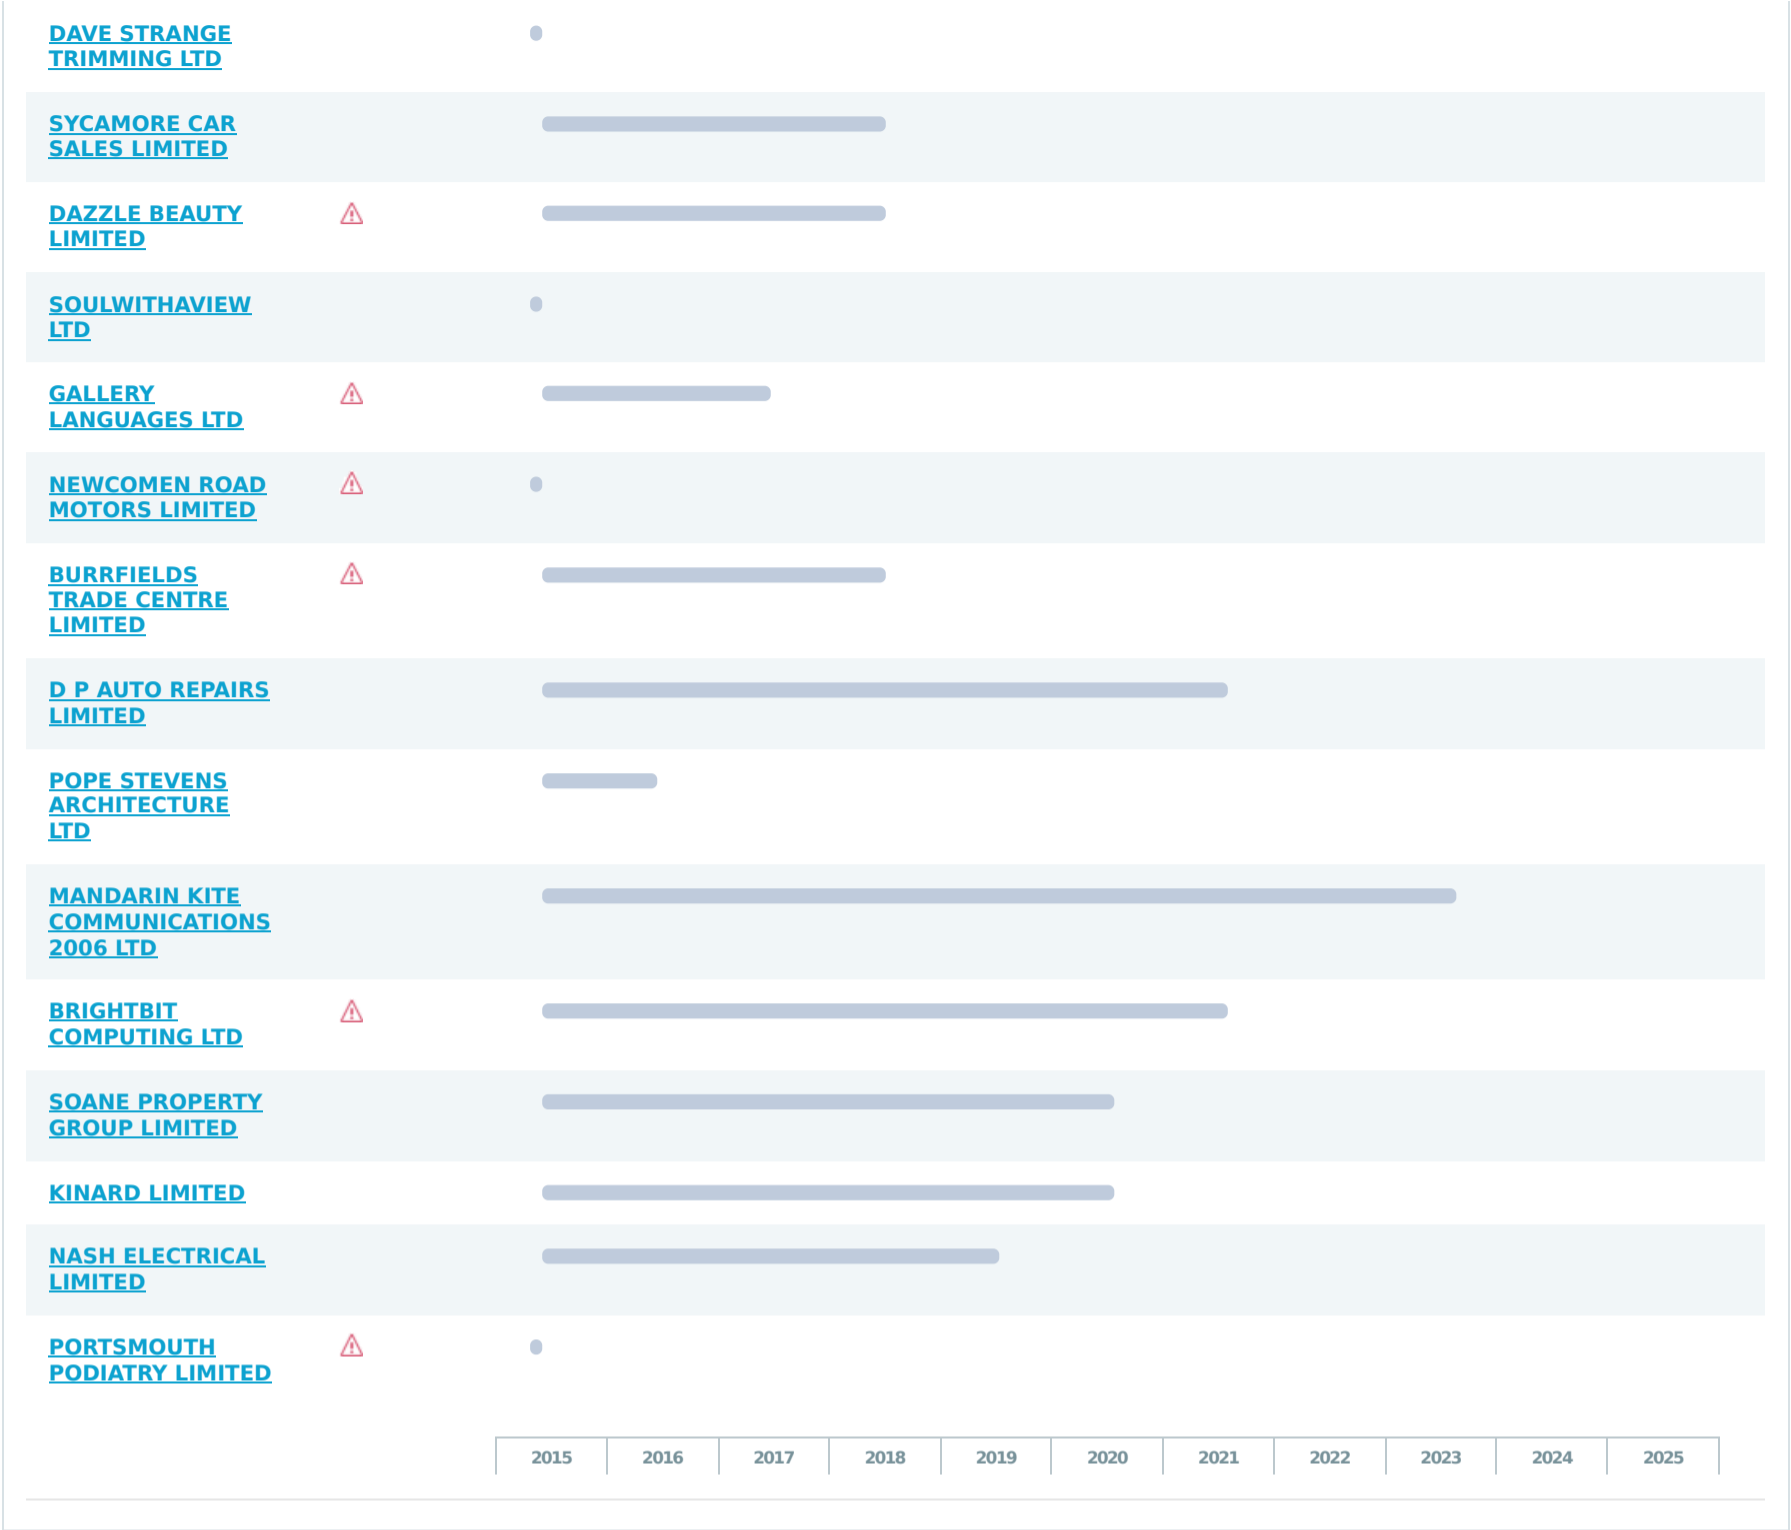 DAVE STRANGE
TRIMMING LTD
SYCAMORE CAR
SALES LIMITED
DAZZLE BEAUTY
LIMITED
SOULWITHAVIEW
LTD
GALLERY
LANGUAGES LTD
NEWCOMEN ROAD
MOTORS LIMITED
BURRFIELDS
TRADE CENTRE
LIMITED
D P AUTO REPAIRS
LIMITED
POPE STEVENS
ARCHITECTURE
LTD
MANDARIN KITE
COMMUNICATIONS
2006 LTD
BRIGHTBIT
COMPUTING LTD
SOANE PROPERTY
GROUP LIMITED
KINARD LIMITED
NASH ELECTRICAL
LIMITED
PORTSMOUTH
PODIATRY LIMITED
2015 2016 2017 2018 2019 2020 2021 2022 2023 2024 2025